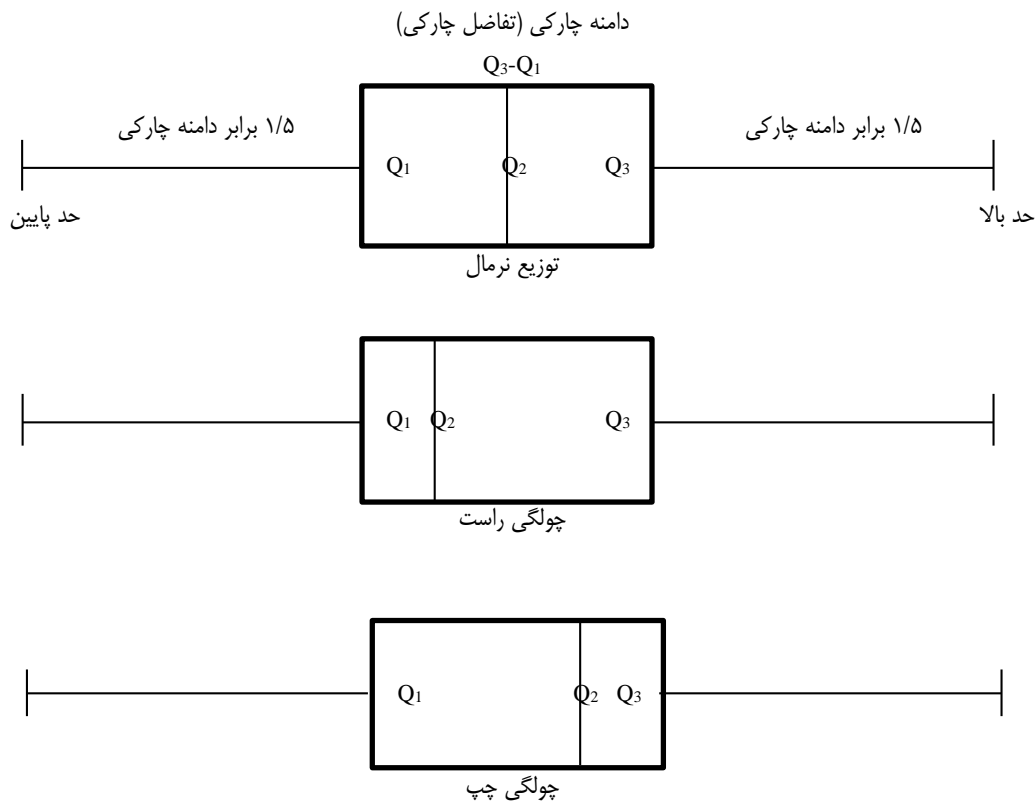 دامنه چارکی (تفاضل چارکی)
Q₃-Q₁
۱/۵ برابر دامنه چارکی
۱/۵ برابر دامنه چارکی
Q₁ Q₂ Q₃
حد پایین
حد بالا
توزیع نرمال
Q₁ Q₂ Q₃
چولگی راست
Q₁ Q₂ Q₃
چولگی چپ